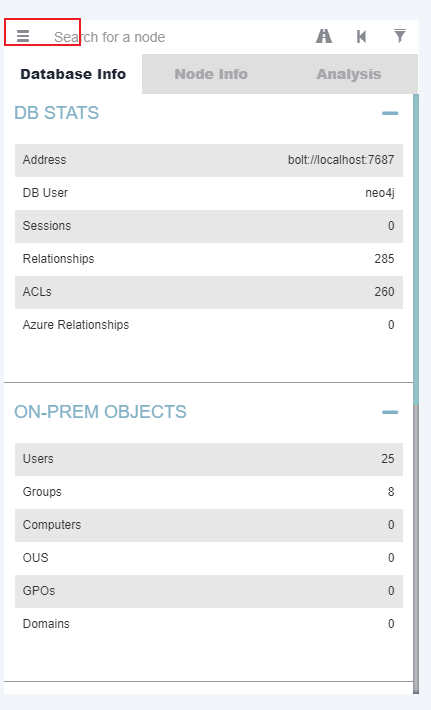 Search for a node
Database Info Node Info Analysis
DB STATS
Address bolt://localhost:7687
DB User neo4j
Sessions 0
Relationships 285
ACLs 260
Azure Relationships 0
ON-PREM OBJECTS
Users 25
Groups 8
Computers 0
OUS 0
GPOs 0
Domains 0